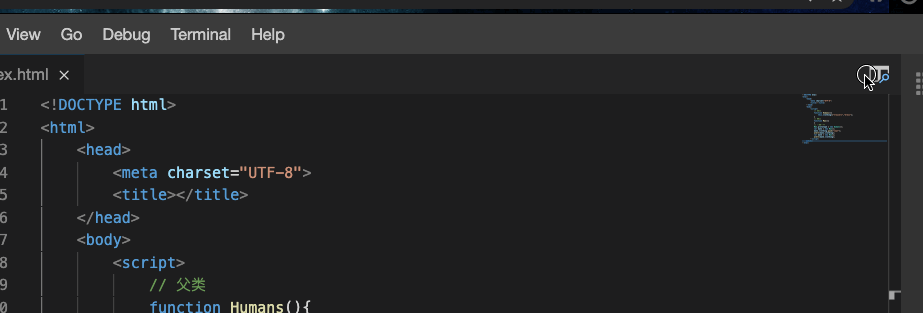 View Go Debug Terminal Help
ex.html ×
1 <!DOCTYPE html>
2 <html>
3 <head>
4 <meta charset="UTF-8">
5 <title></title>
6 </head>
7 <body>
8 <script>
9 // 父类
0 function Humans(){